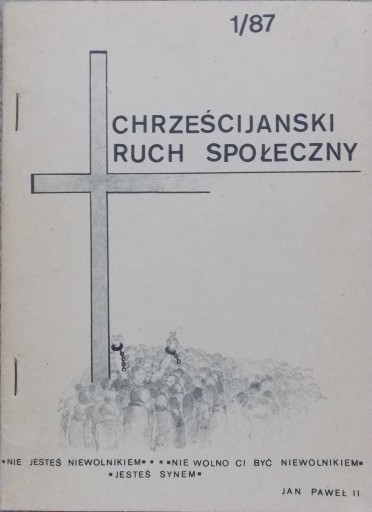 1/87
CHRZEŚCIJANSKI
RUCH SPOŁECZNY
▪NIE JESTEŚ NIEWOLNIKIEM▪ ▪ ▪ ▪NIE WOLNO CI BYĆ NIEWOLNIKIEM▪
▪JESTEŚ SYNEM▪
JAN PAWEŁ II